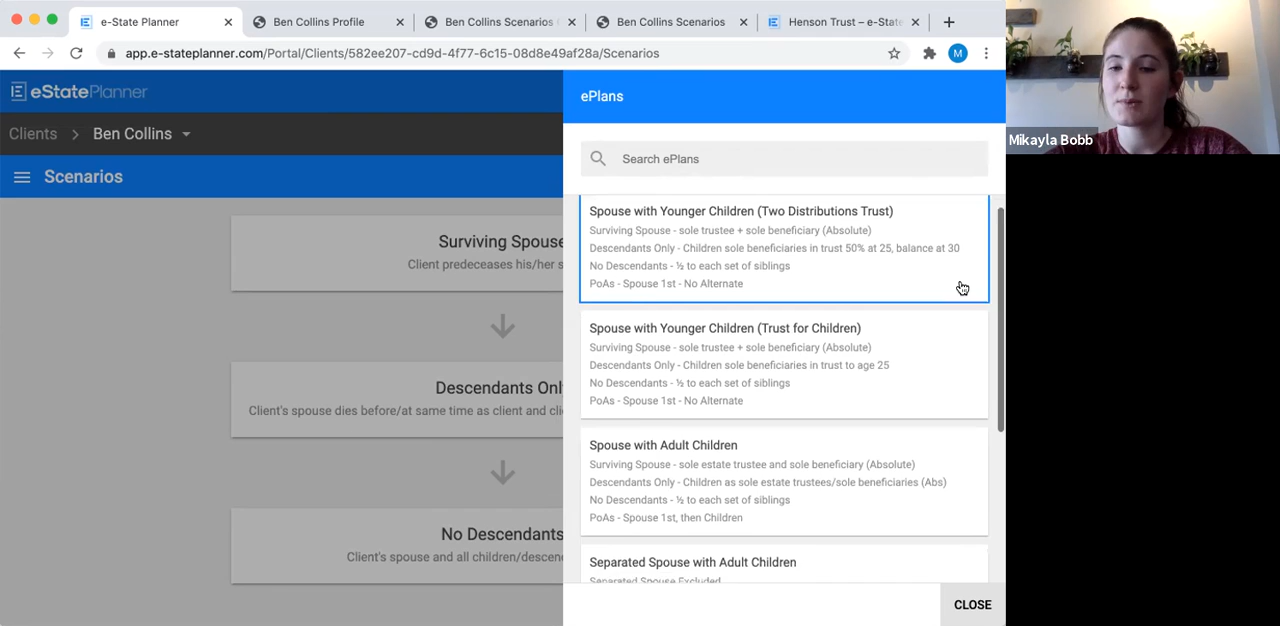 e-State Planner
Ben Collins Profile
Ben Collins Scenarios
Ben Collins Scenarios
Henson Trust – e-State
app.e-stateplanner.com/Portal/Clients/582ee207-cd9d-4f77-6c15-08d8e49af28a/Scenarios
M
eStatePlanner
Clients > Ben Collins
Scenarios
Surviving Spouse
Client predeceases his/her s
Descendants Onl
Client's spouse dies before/at same time as client and cli
No Descendants
Client's spouse and all children/descen
ePlans
Search ePlans
Spouse with Younger Children (Two Distributions Trust)
Surviving Spouse - sole trustee + sole beneficiary (Absolute)
Descendants Only - Children sole beneficiaries in trust 50% at 25, balance at 30
No Descendants - ½ to each set of siblings
PoAs - Spouse 1st - No Alternate
Spouse with Younger Children (Trust for Children)
Surviving Spouse - sole trustee + sole beneficiary (Absolute)
Descendants Only - Children sole beneficiaries in trust to age 25
No Descendants - ½ to each set of siblings
PoAs - Spouse 1st - No Alternate
Spouse with Adult Children
Surviving Spouse - sole estate trustee and sole beneficiary (Absolute)
Descendants Only - Children as sole estate trustees/sole beneficiaries (Abs)
No Descendants - ½ to each set of siblings
PoAs - Spouse 1st, then Children
Separated Spouse with Adult Children
Separated Spouse Excluded
CLOSE
Mikayla Bobb